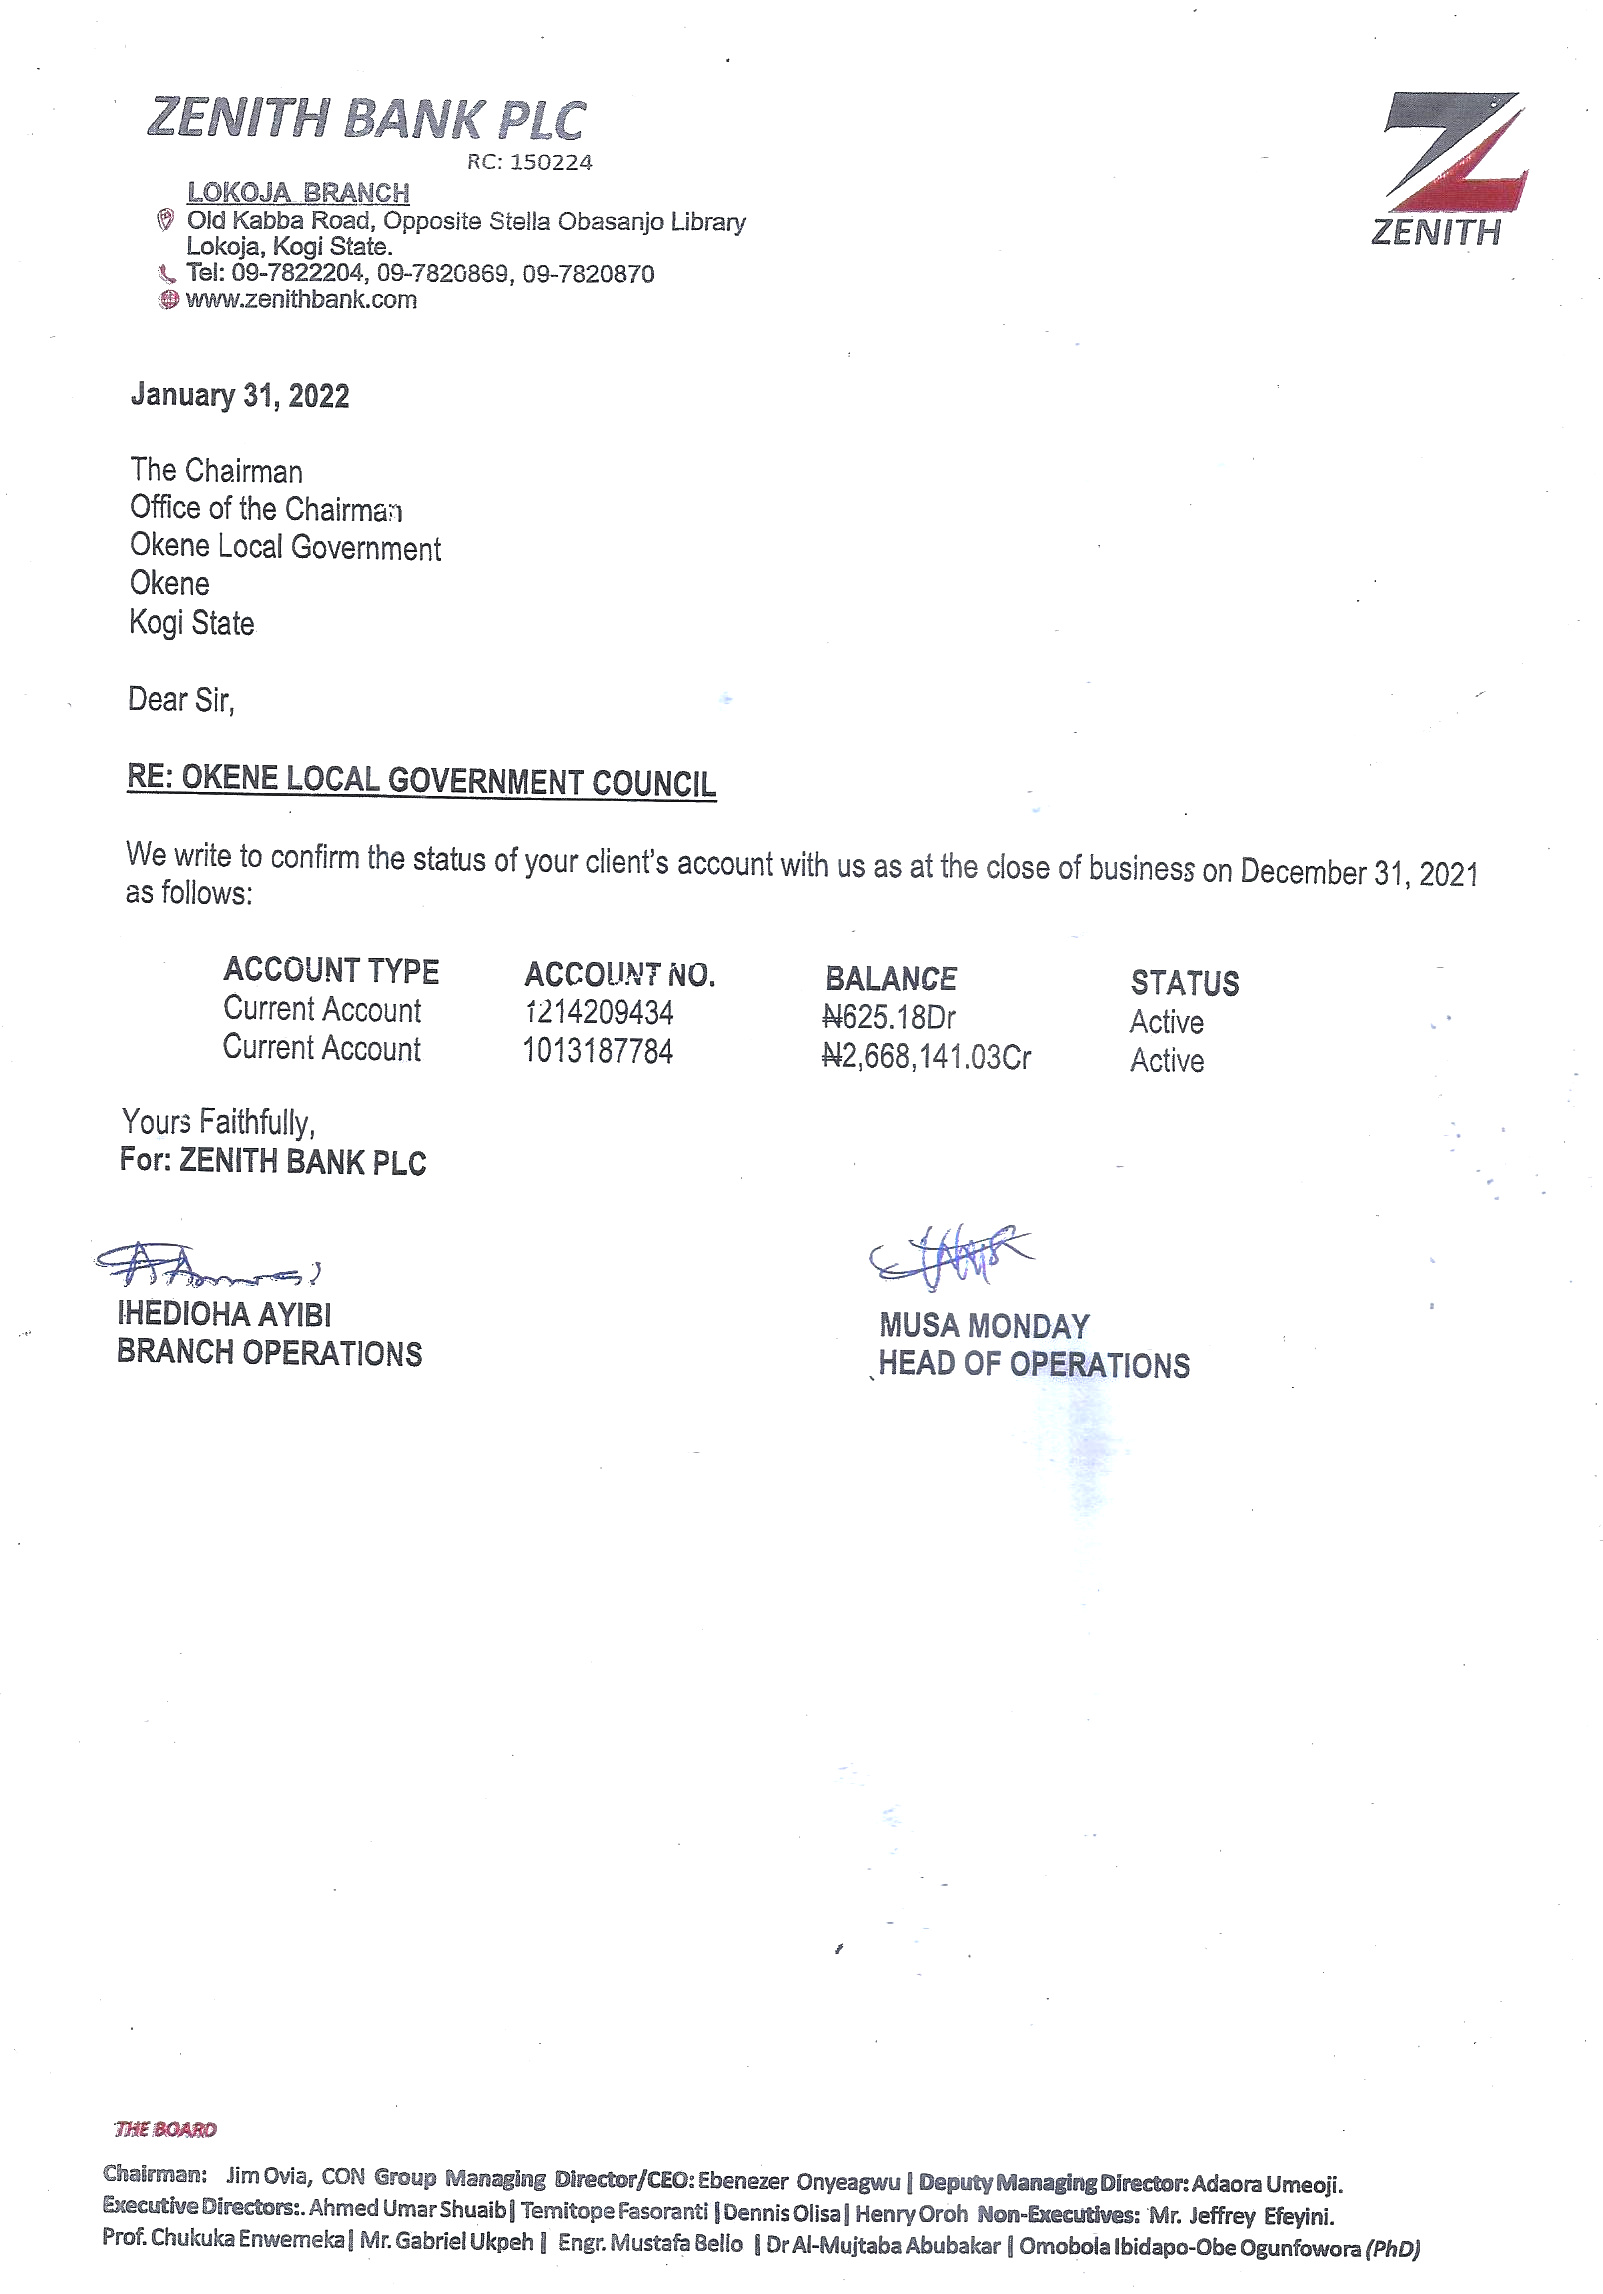 ZENITH BANK PLC
RC: 150224
LOKOJA BRANCH
Old Kabba Road, Opposite Stella Obasanjo Library
Lokoja, Kogi State.
Tel: 09-7822204, 09-7820869, 09-7820870
www.zenithbank.com
ZENITH
January 31, 2022
The Chairman
Office of the Chairman
Okene Local Government
Okene
Kogi State
Dear Sir,
RE: OKENE LOCAL GOVERNMENT COUNCIL
We write to confirm the status of your client's account with us as at the close of business on December 31, 2021
as follows:
ACCOUNT TYPE ACCOUNT NO. BALANCE STATUS
Current Account 1214209434 ₦625.18Dr Active
Current Account 1013187784 ₦2,668,141.03Cr Active
Yours Faithfully,
For: ZENITH BANK PLC
IHEDIOHA AYIBI MUSA MONDAY
BRANCH OPERATIONS HEAD OF OPERATIONS
THE BOARD
Chairman: Jim Ovia, CON Group Managing Director/CEO: Ebenezer Onyeagwu | Deputy Managing Director: Adaora Umeoji.
Executive Directors:. Ahmed Umar Shuaib| Temitope Fasoranti | Dennis Olisa| Henry Oroh Non-Executives: Mr. Jeffrey Efeyini.
Prof. Chukuka Enwemeka| Mr. Gabriel Ukpeh | Engr. Mustafa Bello | Dr Al-Mujtaba Abubakar | Omobola Ibidapo-Obe Ogunfowora (PhD)